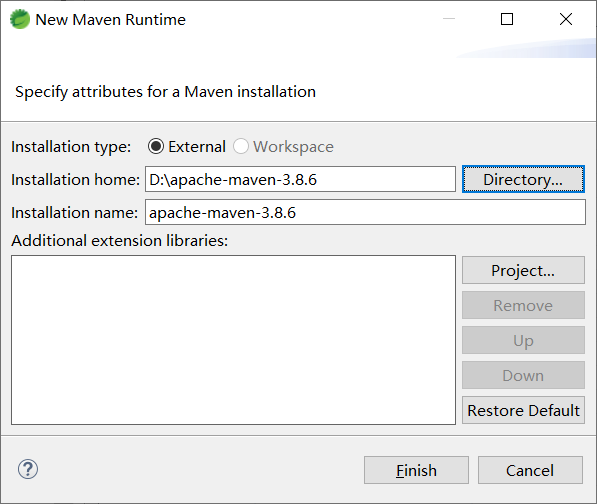 New Maven Runtime
Specify attributes for a Maven installation
Installation type: External Workspace
Installation home: D:\apache-maven-3.8.6 Directory...
Installation name: apache-maven-3.8.6
Additional extension libraries:
Project...
Remove
Up
Down
Restore Default
? Finish Cancel